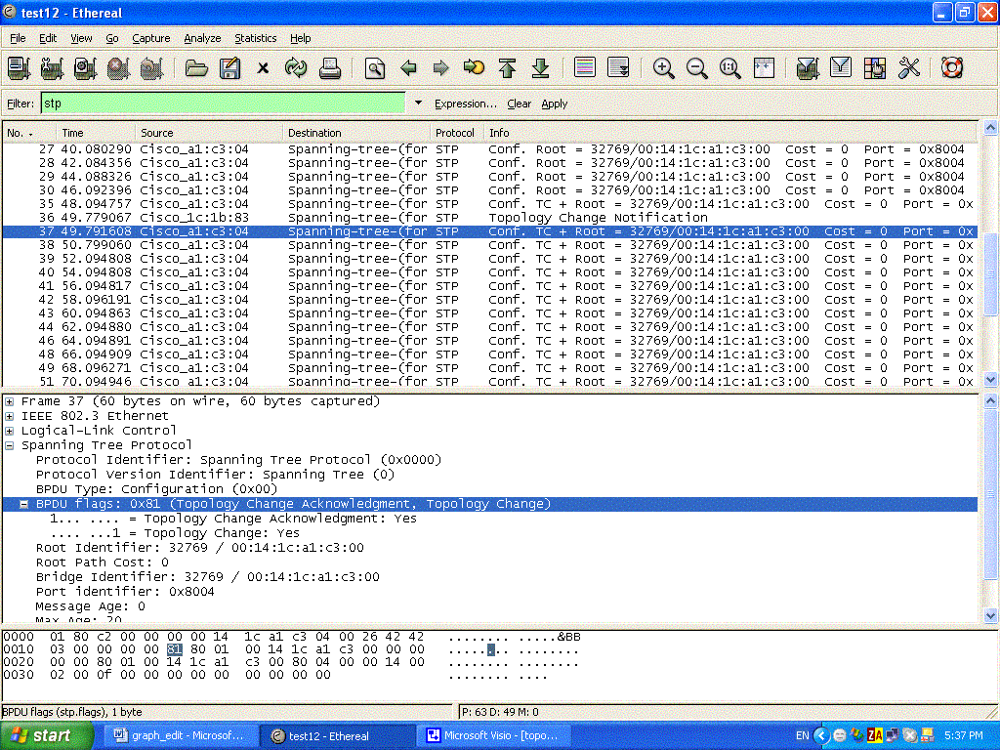 test12 - Ethereal
File Edit View Go Capture Analyze Statistics Help
Filter: stp Expression... Clear Apply
No. . Time Source Destination Protocol Info
27 40.080290 Cisco_a1:c3:04 Spanning-tree-(for STP Conf. Root = 32769/00:14:1c:a1:c3:00 Cost = 0 Port = 0x8004
28 42.084356 Cisco_a1:c3:04 Spanning-tree-(for STP Conf. Root = 32769/00:14:1c:a1:c3:00 Cost = 0 Port = 0x8004
29 44.088326 Cisco_a1:c3:04 Spanning-tree-(for STP Conf. Root = 32769/00:14:1c:a1:c3:00 Cost = 0 Port = 0x8004
30 46.092396 Cisco_a1:c3:04 Spanning-tree-(for STP Conf. Root = 32769/00:14:1c:a1:c3:00 Cost = 0 Port = 0x8004
35 48.094757 Cisco_a1:c3:04 Spanning-tree-(for STP Conf. TC + Root = 32769/00:14:1c:a1:c3:00 Cost = 0 Port = 0x
36 49.779067 Cisco_1c:1b:83 Spanning-tree-(for STP Topology Change Notification
37 49.791608 Cisco_a1:c3:04 Spanning-tree-(for STP Conf. TC + Root = 32769/00:14:1c:a1:c3:00 Cost = 0 Port = 0x
38 50.799060 Cisco_a1:c3:04 Spanning-tree-(for STP Conf. TC + Root = 32769/00:14:1c:a1:c3:00 Cost = 0 Port = 0x
39 52.094808 Cisco_a1:c3:04 Spanning-tree-(for STP Conf. TC + Root = 32769/00:14:1c:a1:c3:00 Cost = 0 Port = 0x
40 54.094808 Cisco_a1:c3:04 Spanning-tree-(for STP Conf. TC + Root = 32769/00:14:1c:a1:c3:00 Cost = 0 Port = 0x
41 56.094817 Cisco_a1:c3:04 Spanning-tree-(for STP Conf. TC + Root = 32769/00:14:1c:a1:c3:00 Cost = 0 Port = 0x
42 58.096191 Cisco_a1:c3:04 Spanning-tree-(for STP Conf. TC + Root = 32769/00:14:1c:a1:c3:00 Cost = 0 Port = 0x
43 60.094863 Cisco_a1:c3:04 Spanning-tree-(for STP Conf. TC + Root = 32769/00:14:1c:a1:c3:00 Cost = 0 Port = 0x
44 62.094880 Cisco_a1:c3:04 Spanning-tree-(for STP Conf. TC + Root = 32769/00:14:1c:a1:c3:00 Cost = 0 Port = 0x
46 64.094891 Cisco_a1:c3:04 Spanning-tree-(for STP Conf. TC + Root = 32769/00:14:1c:a1:c3:00 Cost = 0 Port = 0x
48 66.094909 Cisco_a1:c3:04 Spanning-tree-(for STP Conf. TC + Root = 32769/00:14:1c:a1:c3:00 Cost = 0 Port = 0x
49 68.096271 Cisco_a1:c3:04 Spanning-tree-(for STP Conf. TC + Root = 32769/00:14:1c:a1:c3:00 Cost = 0 Port = 0x
51 70.094946 Cisco_a1:c3:04 Spanning-tree-(for STP Conf. TC + Root = 32769/00:14:1c:a1:c3:00 Cost = 0 Port = 0x
Frame 37 (60 bytes on wire, 60 bytes captured)
IEEE 802.3 Ethernet
Logical-Link Control
Spanning Tree Protocol
Protocol Identifier: Spanning Tree Protocol (0x0000)
Protocol Version Identifier: Spanning Tree (0)
BPDU Type: Configuration (0x00)
BPDU flags: 0x81 (Topology Change Acknowledgment, Topology Change)
1... .... = Topology Change Acknowledgment: Yes
.... ...1 = Topology Change: Yes
Root Identifier: 32769 / 00:14:1c:a1:c3:00
Root Path Cost: 0
Bridge Identifier: 32769 / 00:14:1c:a1:c3:00
Port identifier: 0x8004
Message Age: 0
Max Age: 20
0000 01 80 c2 00 00 00 00 14 1c a1 c3 04 00 26 42 42 ........ .....&BB
0010 03 00 00 00 00 81 80 01 00 14 1c a1 c3 00 00 00 ........ ........
0020 00 00 80 01 00 14 1c a1 c3 00 80 04 00 00 14 00 ........ ........
0030 02 00 0f 00 00 00 00 00 00 00 00 00 ........ ....
BPDU flags (stp.flags), 1 byte P: 63 D: 49 M: 0
start graph_edit - Microsof... test12 - Ethereal Microsoft Visio - [topo... EN ZA 5:37 PM